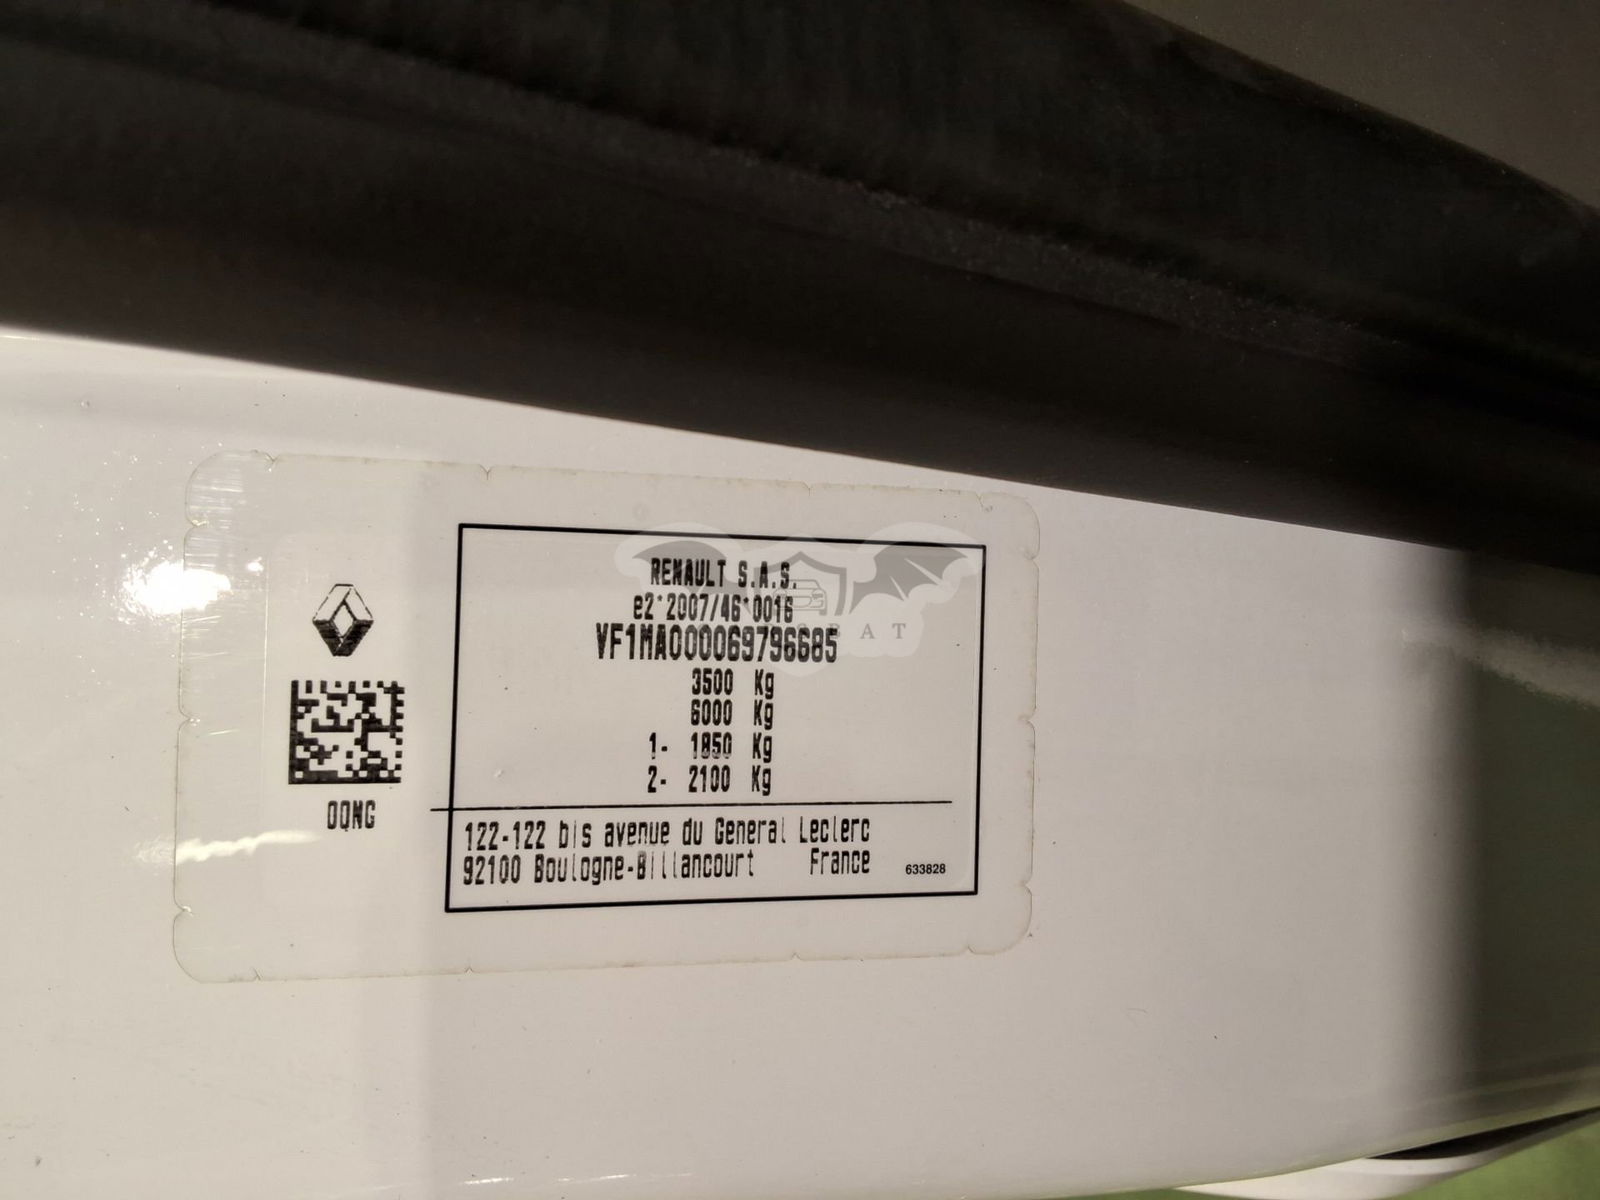 RENAULT S.A.S.
e2*2007/46*0016
VF1MA000069796685
3500 Kg
6000 Kg
1- 1850 Kg
2- 2100 Kg
OQNG
122-122 bis avenue du General Leclerc
92100 Boulogne-Billancourt France
633828